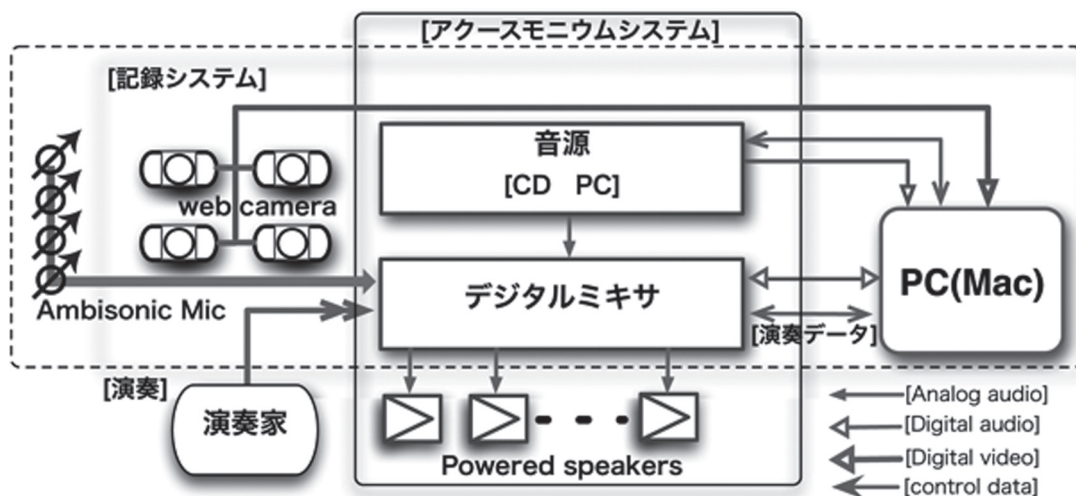 [アクースモニウムシステム]
[記録システム]
音源
[CD PC]
web camera
Ambisonic Mic
デジタルミキサ
PC(Mac)
[演奏データ]
[演奏]
演奏家
Powered speakers
[Analog audio]
[Digital audio]
[Digital video]
[control data]